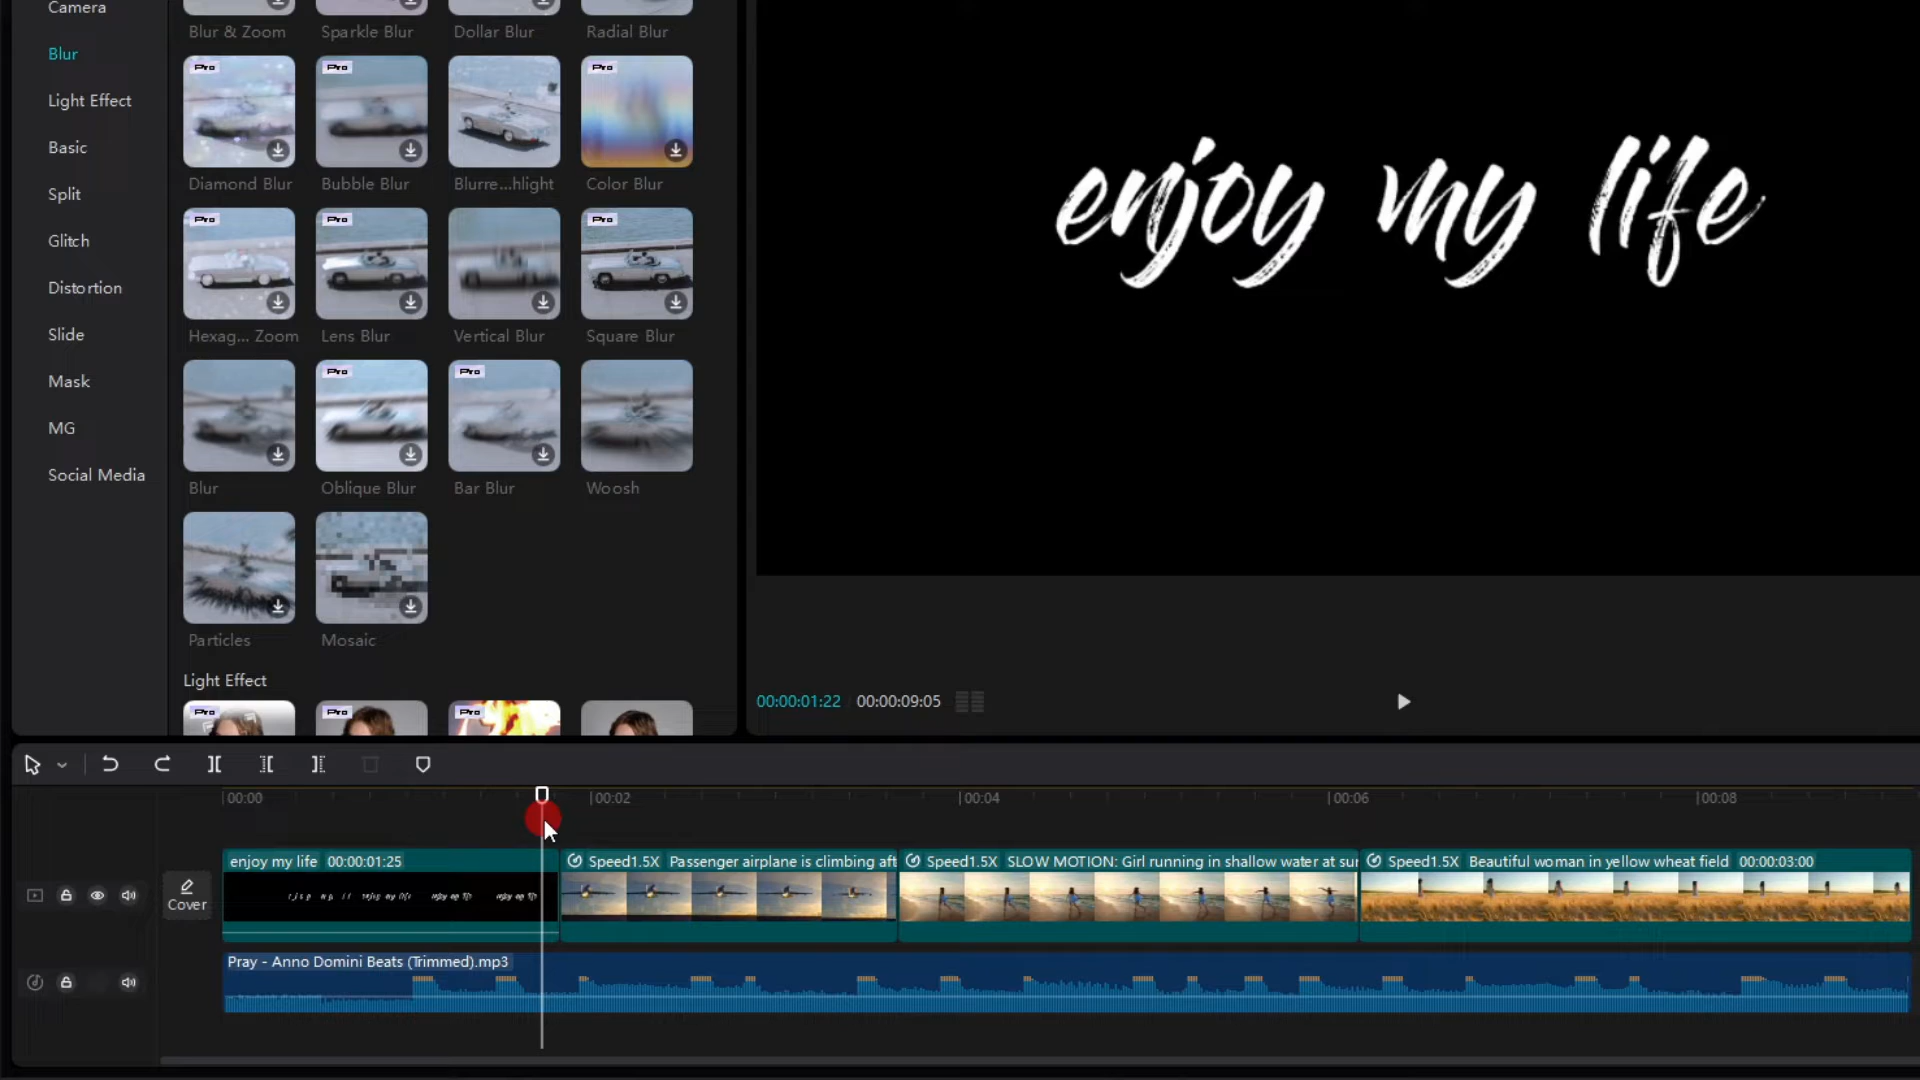 Camera
Blur
Light Effect
Basic
Split
Glitch
Distortion
Slide
Mask
MG
Social Media
Blur & Zoom
Sparkle Blur
Dollar Blur
Radial Blur
Pro
Pro
Pro
Diamond Blur
Bubble Blur
Blurre...hlight
Color Blur
Pro
Pro
Pro
Hexag... Zoom
Lens Blur
Vertical Blur
Square Blur
Pro
Pro
Blur
Oblique Blur
Bar Blur
Woosh
Particles
Mosaic
Light Effect
Pro
Pro
Pro
enjoy my life
00:00:01:22
00:00:09:05
00:00
00:02
00:04
00:06
00:08
Cover
enjoy my life 00:00:01:25
Speed1.5X Passenger airplane is climbing aft
Speed1.5X SLOW MOTION: Girl running in shallow water at sur
Speed1.5X Beautiful woman in yellow wheat field 00:00:03:00
enjoy my life
Pray - Anno Domini Beats (Trimmed).mp3